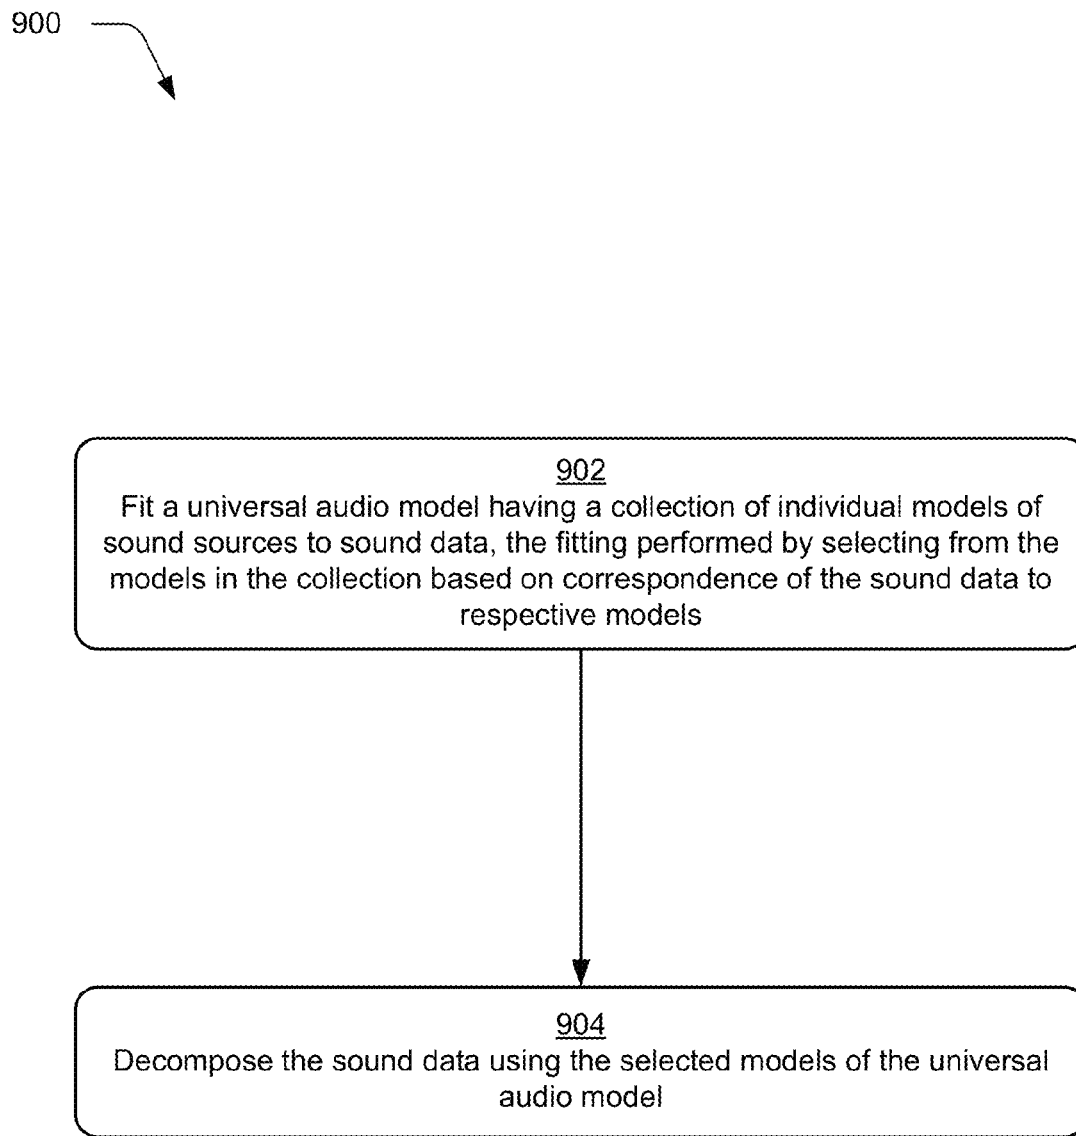 900
902
Fit a universal audio model having a collection of individual models of
sound sources to sound data, the fitting performed by selecting from the
models in the collection based on correspondence of the sound data to
respective models
904
Decompose the sound data using the selected models of the universal
audio model